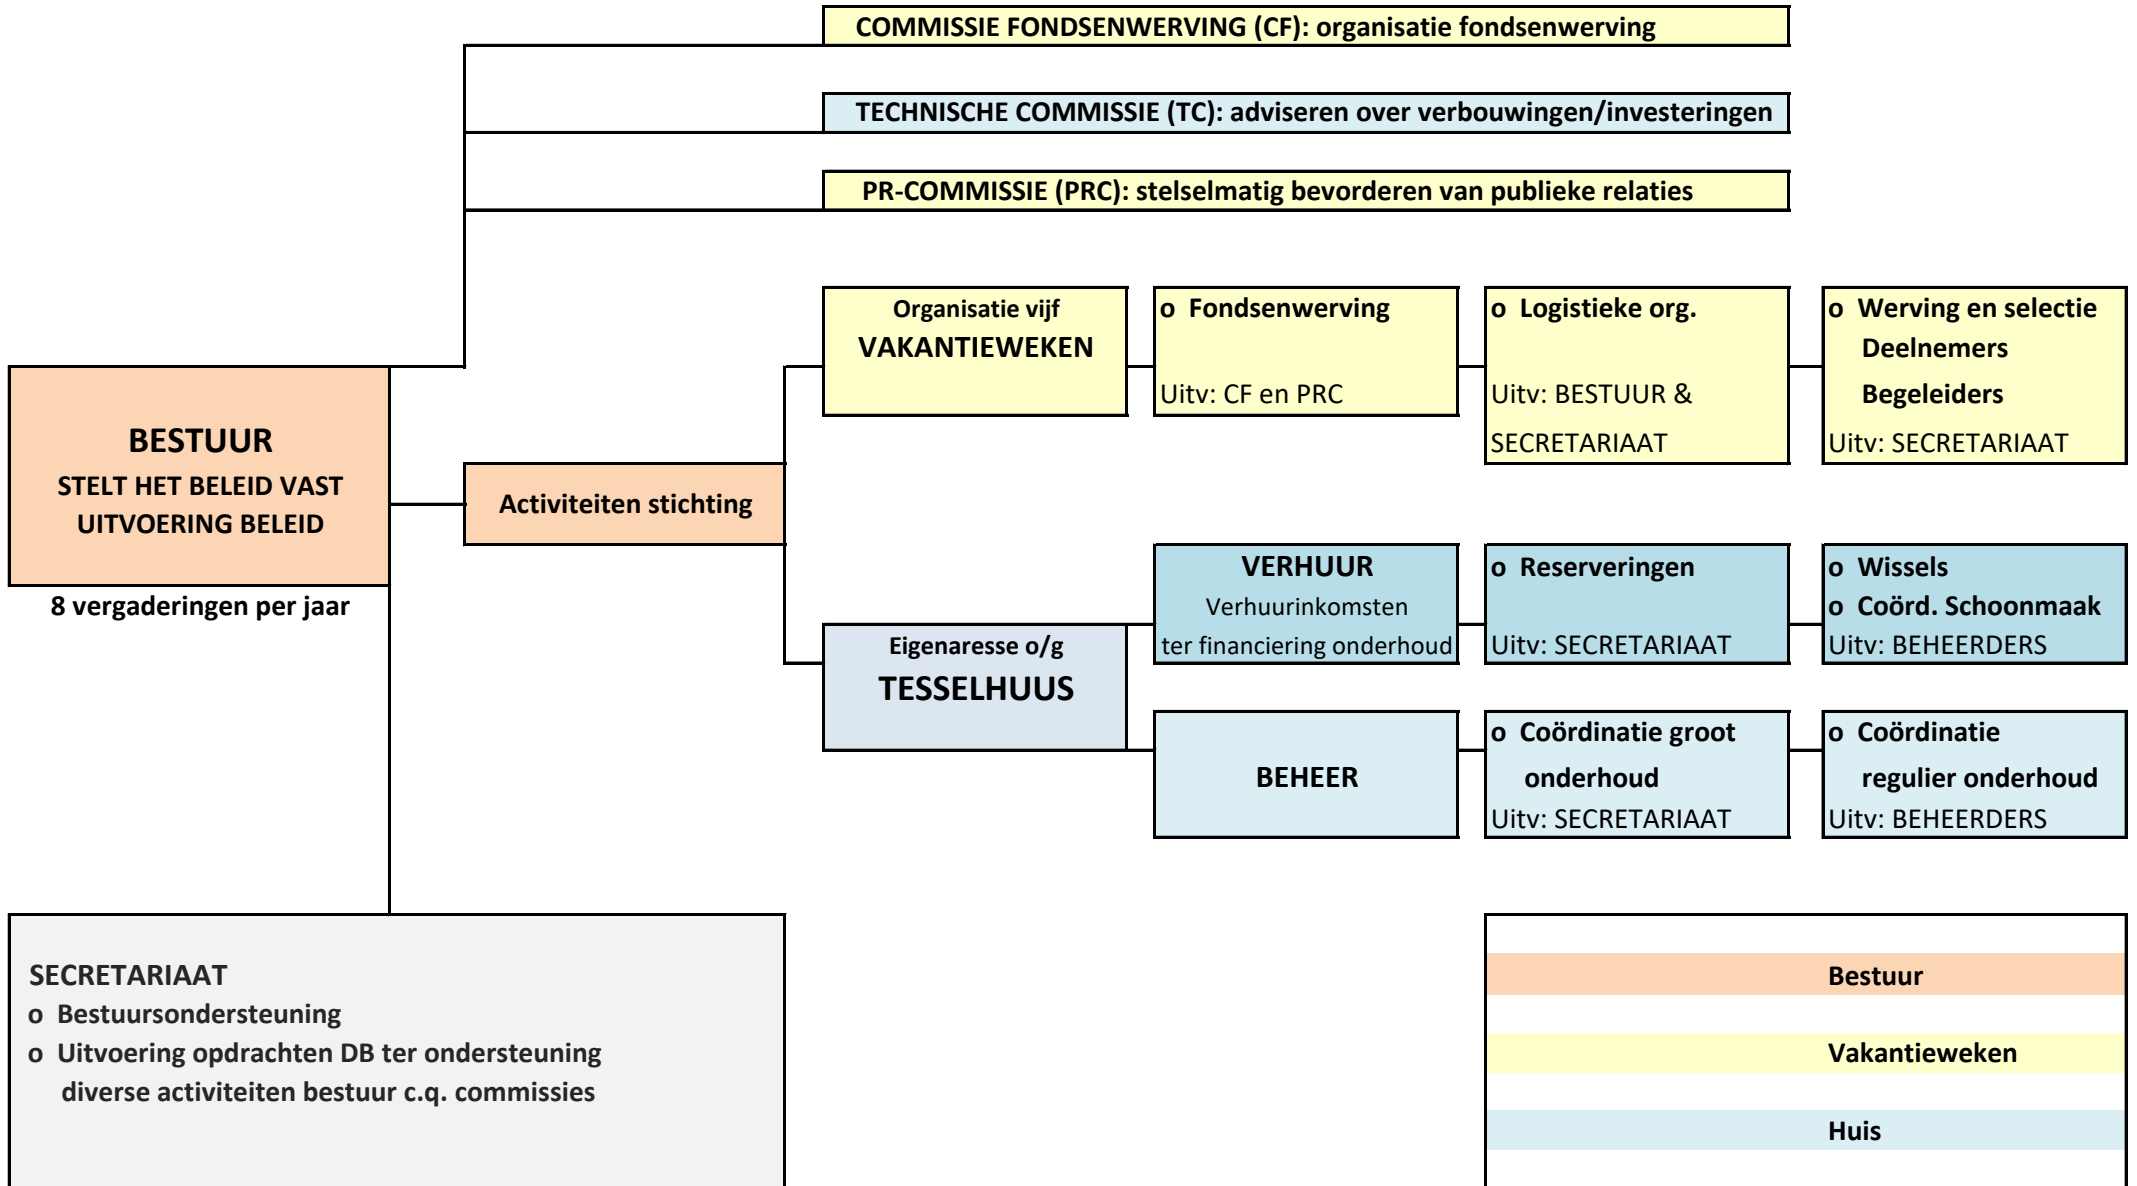 COMMISSIE FONDSENWERVING (CF): organisatie fondsenwerving
TECHNISCHE COMMISSIE (TC): adviseren over verbouwingen/investeringen
PR-COMMISSIE (PRC): stelselmatig bevorderen van publieke relaties
Organisatie vijf
VAKANTIEWEKEN
o Fondsenwerving
Uitv: CF en PRC
o Logistieke org.
Uitv: BESTUUR &
SECRETARIAAT
o Werving en selectie
Deelnemers
Begeleiders
Uitv: SECRETARIAAT
BESTUUR
STELT HET BELEID VAST
UITVOERING BELEID
8 vergaderingen per jaar
Activiteiten stichting
Eigenaresse o/g
TESSELHUUS
VERHUUR
Verhuurinkomsten
ter financiering onderhoud
o Reserveringen
Uitv: SECRETARIAAT
o Wissels
o Coörd. Schoonmaak
Uitv: BEHEERDERS
BEHEER
o Coördinatie groot
onderhoud
Uitv: SECRETARIAAT
o Coördinatie
regulier onderhoud
Uitv: BEHEERDERS
SECRETARIAAT
o Bestuursondersteuning
o Uitvoering opdrachten DB ter ondersteuning
diverse activiteiten bestuur c.q. commissies
Bestuur
Vakantieweken
Huis